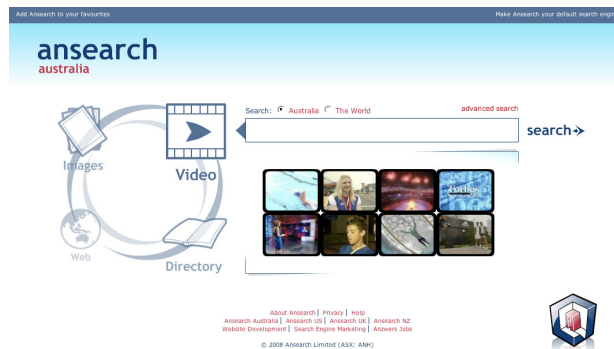 Add Ansearch to your favourites
Make Ansearch your default search engin
ansearch
australia
Search: Australia The World
advanced search
search
Images
Video
Web
Directory
About Ansearch | Privacy | Help
Ansearch Australia | Ansearch US | Ansearch UK | Ansearch NZ
Website Development | Search Engine Marketing | Anzwers Jobs
© 2008 Ansearch Limited (ASX: ANH)